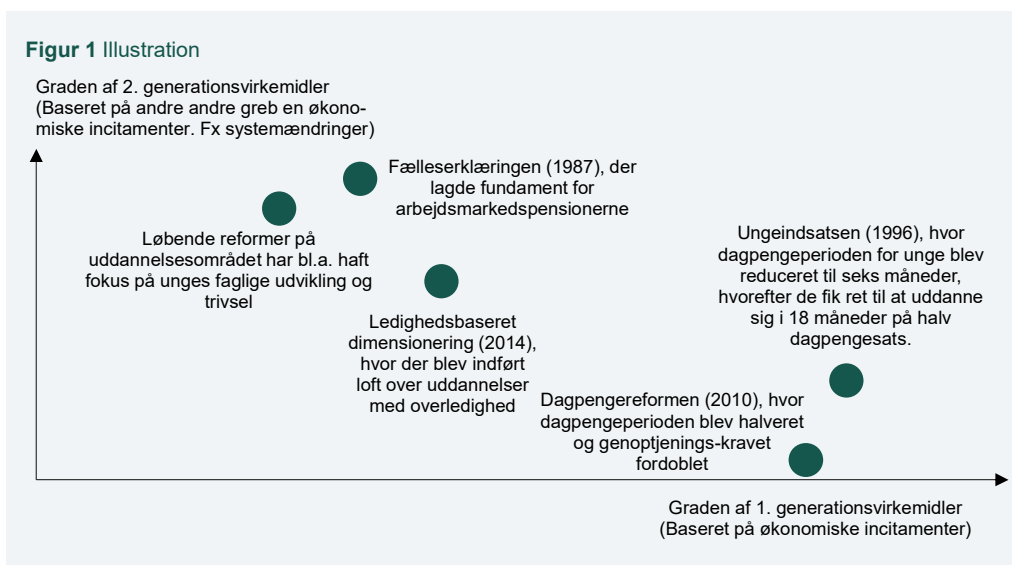 Figur 1 Illustration
Graden af 2. generationsvirkemidler
(Baseret på andre andre greb en økono-
miske incitamenter. Fx systemændringer)
Fælleserklæringen (1987), der
lagde fundament for
arbejdsmarkedspensionerne
Løbende reformer på
uddannelsesområdet har bl.a. haft
fokus på unges faglige udvikling og
trivsel
Ungeindsatsen (1996), hvor
dagpengeperioden for unge blev
reduceret til seks måneder,
hvorefter de fik ret til at uddanne
sig i 18 måneder på halv
dagpengesats.
Ledighedsbaseret
dimensionering (2014),
hvor der blev indført
loft over uddannelser
med overledighed
Dagpengereformen (2010), hvor
dagpengeperioden blev halveret
og genoptjenings-kravet
fordoblet
Graden af 1. generationsvirkemidler
(Baseret på økonomiske incitamenter)